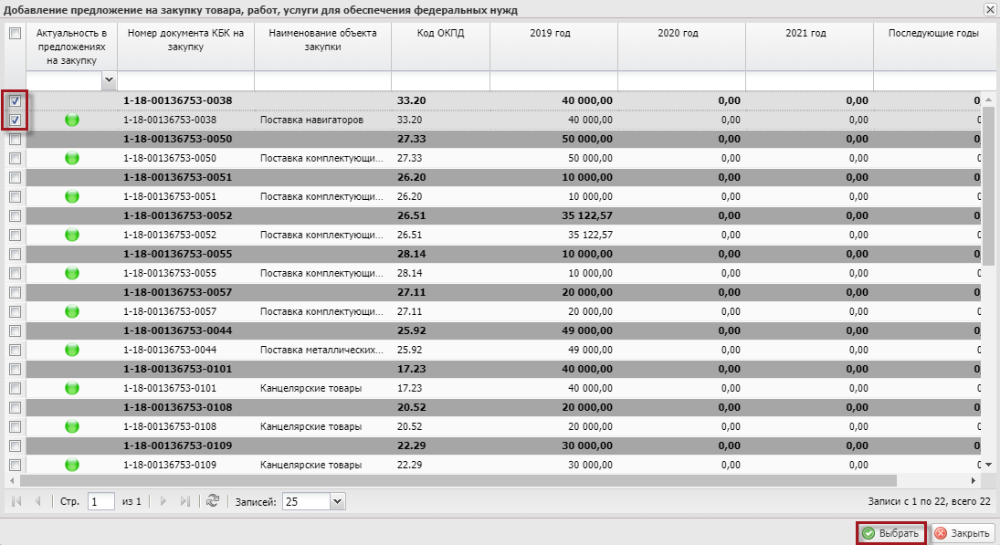 Добавление предложение на закупку товара, работ, услуги для обеспечения федеральных нужд
Актуальность в предложениях на закупку Номер документа КБК на закупку Наименование объекта закупки Код ОКПД 2019 год 2020 год 2021 год Последующие годы
1-18-00136753-0038 33.20 40 000,00 0,00 0,00 0,
1-18-00136753-0038 Поставка навигаторов 33.20 40 000,00 0,00 0,00 0
1-18-00136753-0050 27.33 50 000,00 0,00 0,00 0,
1-18-00136753-0050 Поставка комплектующи... 27.33 50 000,00 0,00 0,00 0
1-18-00136753-0051 26.20 10 000,00 0,00 0,00 0,
1-18-00136753-0051 Поставка комплектующи... 26.20 10 000,00 0,00 0,00 0
1-18-00136753-0052 26.51 35 122,57 0,00 0,00 0,
1-18-00136753-0052 Поставка комплектующи... 26.51 35 122,57 0,00 0,00 0
1-18-00136753-0055 28.14 10 000,00 0,00 0,00 0,
1-18-00136753-0055 Поставка комплектующи... 28.14 10 000,00 0,00 0,00 0
1-18-00136753-0057 27.11 20 000,00 0,00 0,00 0,
1-18-00136753-0057 Поставка комплектующи... 27.11 20 000,00 0,00 0,00 0
1-18-00136753-0044 25.92 49 000,00 0,00 0,00 0,
1-18-00136753-0044 Поставка металлических... 25.92 49 000,00 0,00 0,00 0
1-18-00136753-0101 17.23 40 000,00 0,00 0,00 0,
1-18-00136753-0101 Канцелярские товары 17.23 40 000,00 0,00 0,00 0
1-18-00136753-0108 20.52 20 000,00 0,00 0,00 0,
1-18-00136753-0108 Канцелярские товары 20.52 20 000,00 0,00 0,00 0
1-18-00136753-0109 22.29 30 000,00 0,00 0,00 0,
1-18-00136753-0109 Канцелярские товары 22.29 30 000,00 0,00 0,00 0
Стр. 1 из 1 Записей: 25 Записи с 1 по 22, всего 22
Выбрать Закрыть